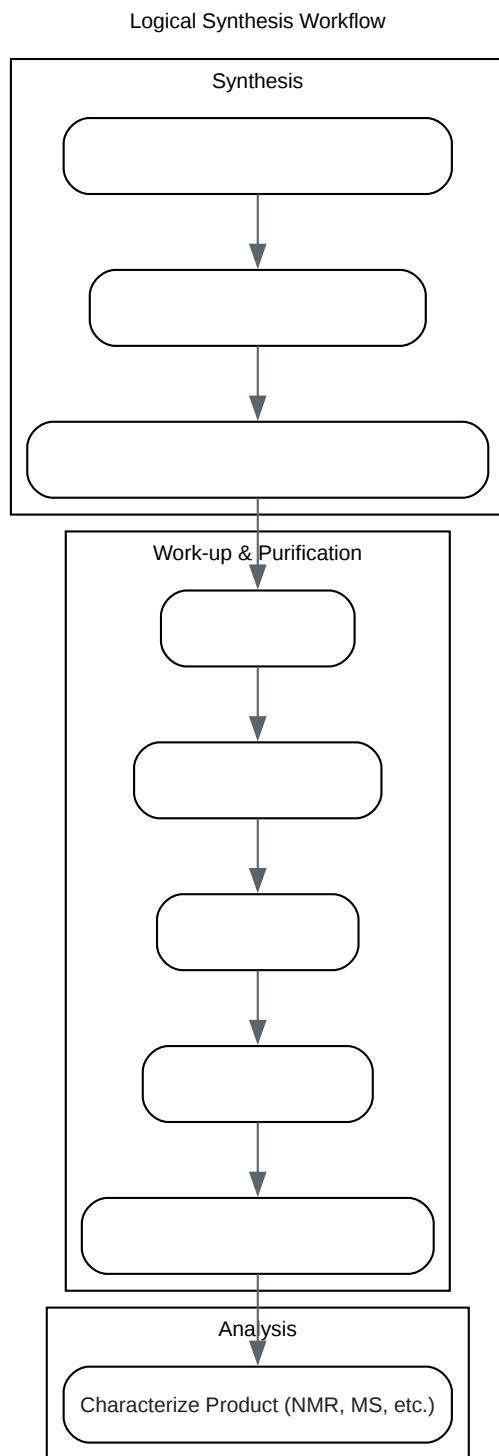 Logical Synthesis Workflow
Synthesis
Work-up & Purification
Analysis
Characterize Product (NMR, MS, etc.)